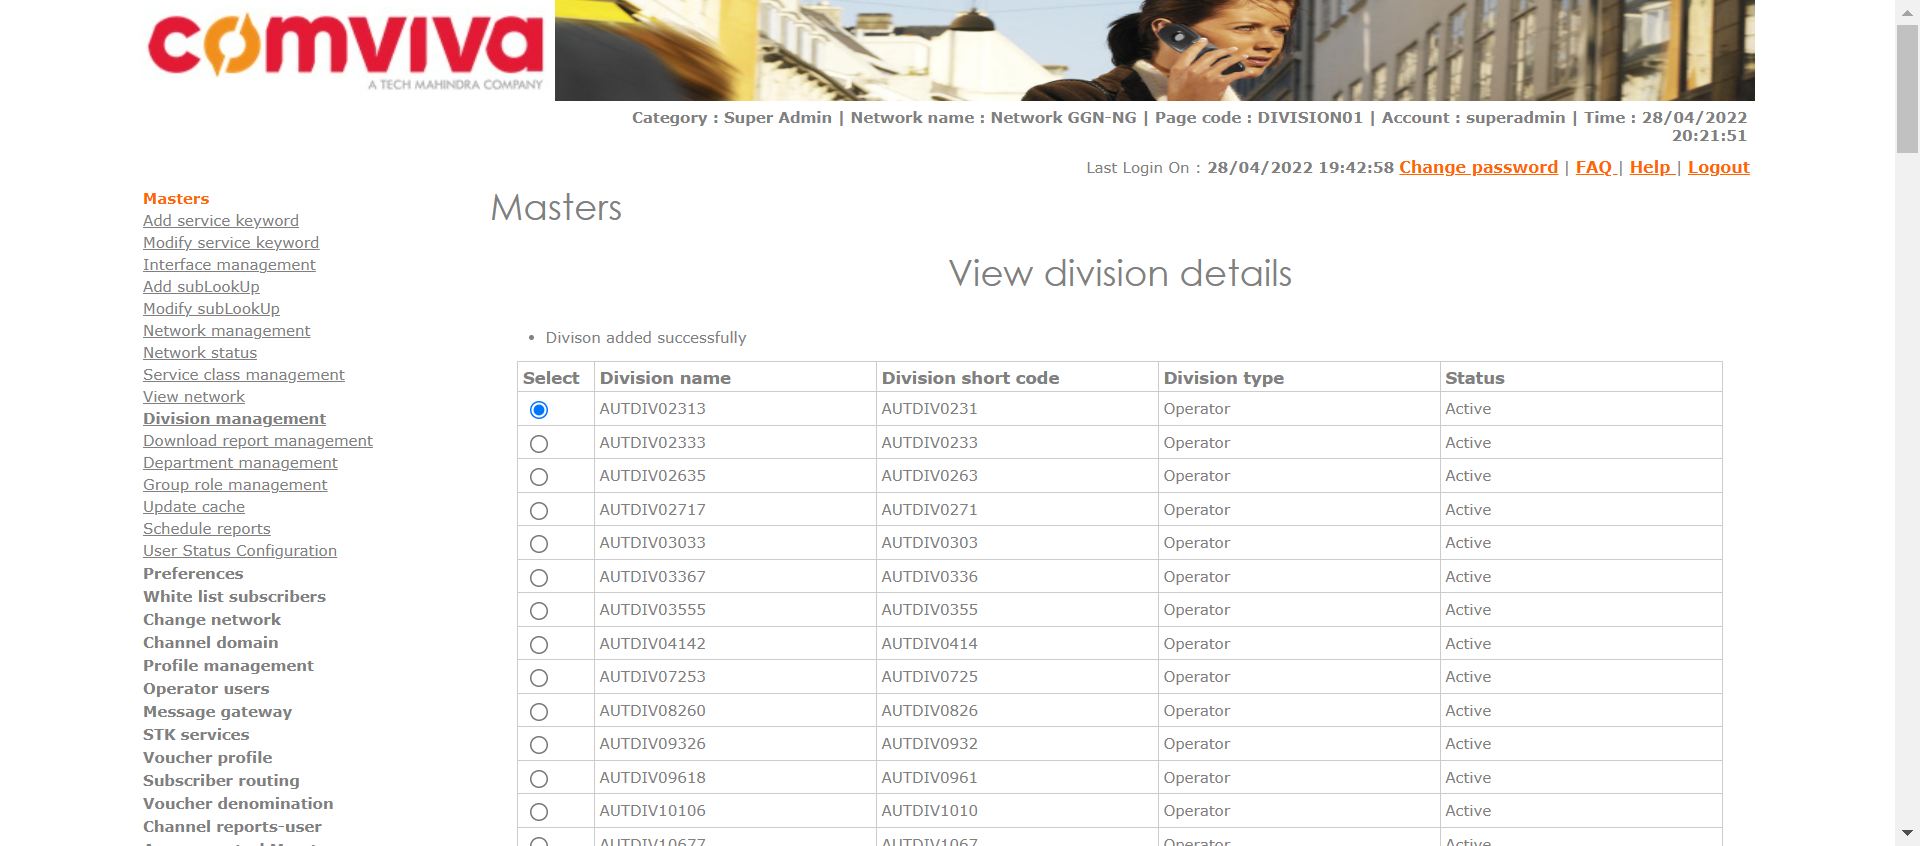 comviva
A TECH MAHINDRA COMPANY
Category : Super Admin | Network name : Network GGN-NG | Page code : DIVISION01 | Account : superadmin | Time : 28/04/2022
20:21:51
Last Login On : 28/04/2022 19:42:58 Change password | FAQ | Help | Logout
Masters
Add service keyword
Modify service keyword
Interface management
Add subLookUp
Modify subLookUp
Network management
Network status
Service class management
View network
Division management
Download report management
Department management
Group role management
Update cache
Schedule reports
User Status Configuration
Preferences
White list subscribers
Change network
Channel domain
Profile management
Operator users
Message gateway
STK services
Voucher profile
Subscriber routing
Voucher denomination
Channel reports-user
Masters
View division details
• Divison added successfully
Select Division name Division short code Division type Status
AUTDIV02313 AUTDIV0231 Operator Active
AUTDIV02333 AUTDIV0233 Operator Active
AUTDIV02635 AUTDIV0263 Operator Active
AUTDIV02717 AUTDIV0271 Operator Active
AUTDIV03033 AUTDIV0303 Operator Active
AUTDIV03367 AUTDIV0336 Operator Active
AUTDIV03555 AUTDIV0355 Operator Active
AUTDIV04142 AUTDIV0414 Operator Active
AUTDIV07253 AUTDIV0725 Operator Active
AUTDIV08260 AUTDIV0826 Operator Active
AUTDIV09326 AUTDIV0932 Operator Active
AUTDIV09618 AUTDIV0961 Operator Active
AUTDIV10106 AUTDIV1010 Operator Active
AUTDIV10677 AUTDIV1067 Operator Active